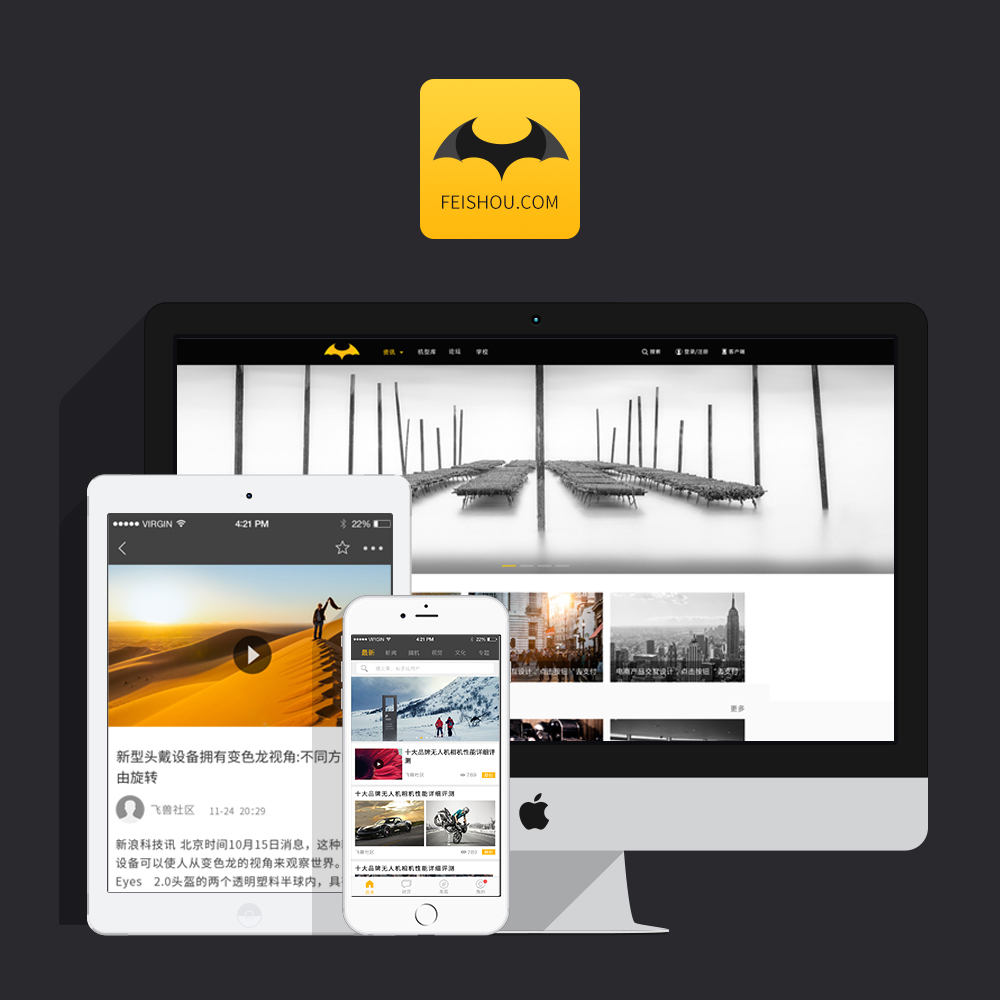 FEISHOU.COM
资讯 机型库 论坛 学校 搜索 登录/注册 客户端
互设计，点击按钮“去支付
电商产品交互设计，点击按钮“去支付
更多
VIRGIN 4:21 PM 22%
新型头戴设备拥有变色龙视角:不同方
由旋转
飞兽社区 11-24 20:29
新浪科技讯 北京时间10月15日消息，这种
设备可以使人从变色龙的视角来观察世界。
Eyes 2.0头盔的两个透明塑料半球内，具
VIRGIN 4:21 PM 22%
最新 新闻 随机 视觉 文化 专题
十大品牌无人机相机性能详细评
测
飞兽社区 789
十大品牌无人机相机性能详细评测
飞兽社区 789
十大品牌无人机相机性能详细评测